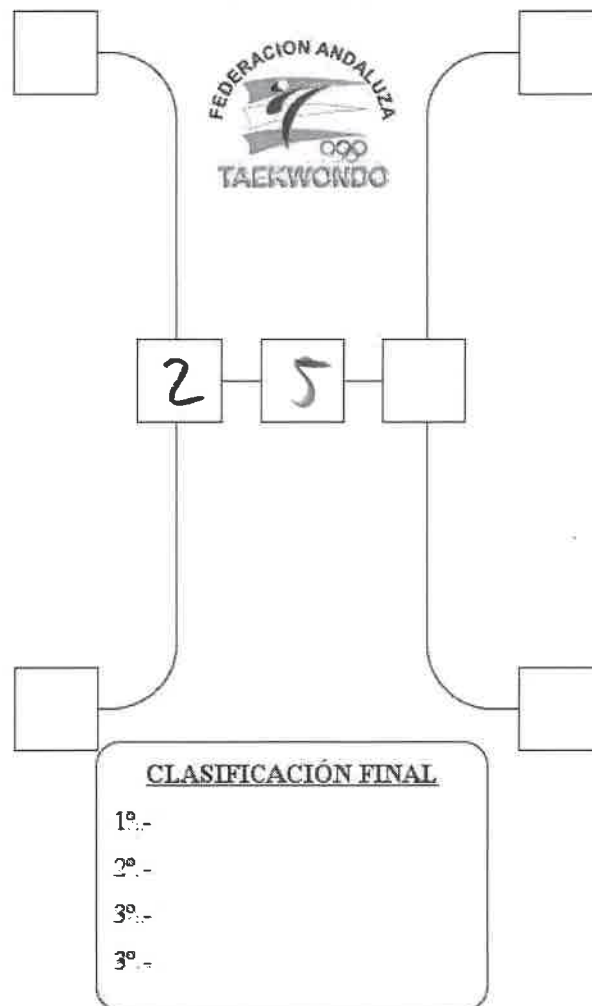 FEDERACION ANDALUZA
TAEKWONDO
2 5
CLASIFICACIÓN FINAL
1º.-
2º.-
3º.-
3º.-